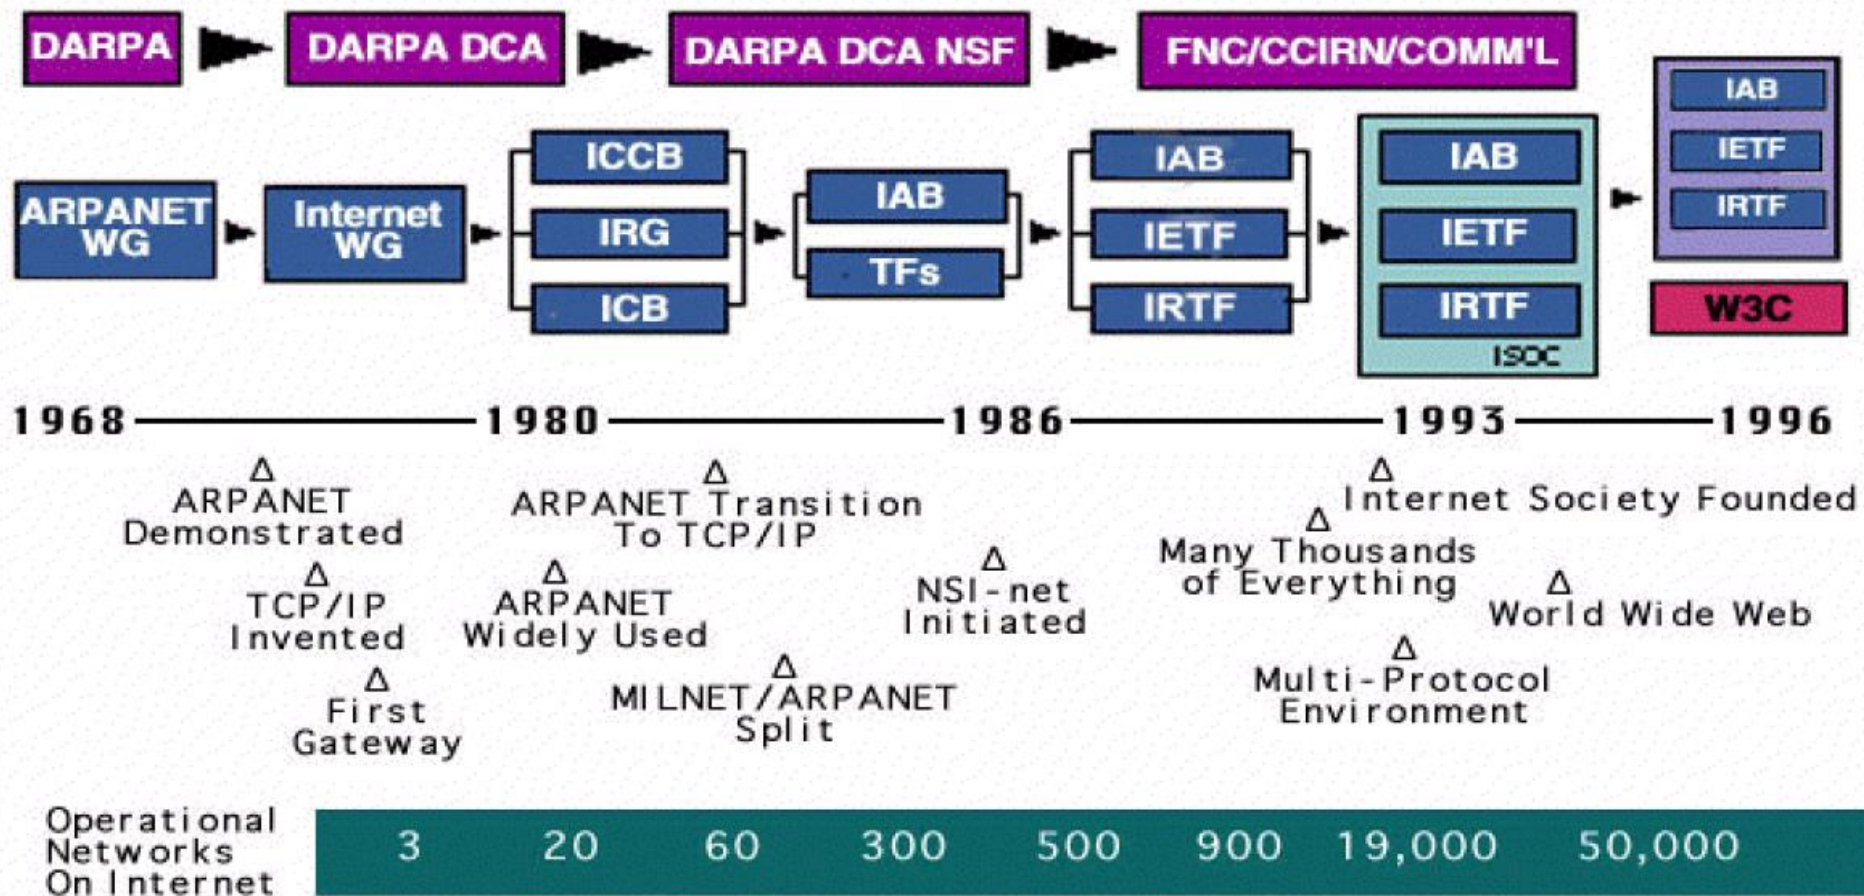 DARPA
DARPA DCA
DARPA DCA NSF
FNC/CCIRN/COMM'L
ARPANET
WG
Internet
WG
ICCB
IRG
ICB
IAB
TFs
IAB
IETF
IRTF
IAB
IETF
IRTF
ISOC
IAB
IETF
IRTF
W3C
1968
1980
1986
1993
1996
ARPANET
Demonstrated
TCP/IP
Invented
First
Gateway
ARPANET Transition
To TCP/IP
ARPANET
Widely Used
MILNET/ARPANET
Split
NSI-net
Initiated
Internet Society Founded
Many Thousands
of Everything
World Wide Web
Multi-Protocol
Environment
Operational
Networks
On Internet
3
20
60
300
500
900
19,000
50,000